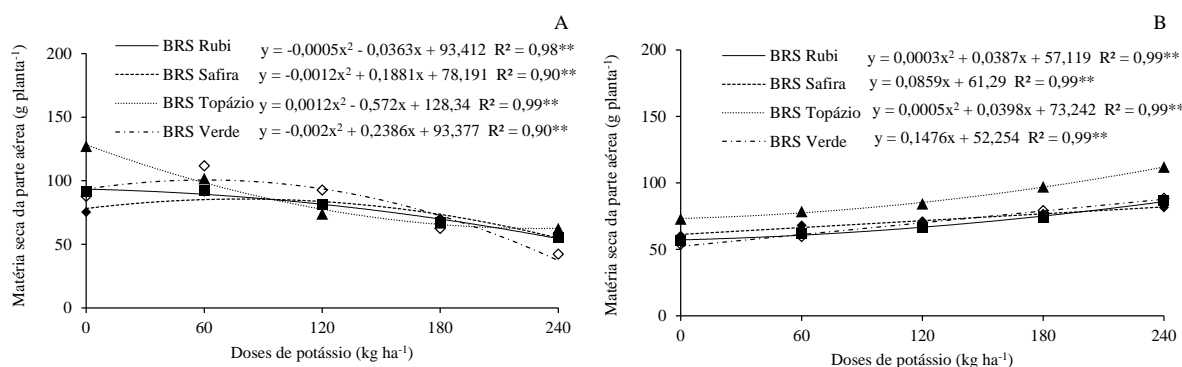 A
BRS Rubi y = -0,0005x² - 0,0363x + 93,412 R² = 0,98**
BRS Safira y = -0,0012x² + 0,1881x + 78,191 R² = 0,90**
BRS Topázio y = 0,0012x² - 0,572x + 128,34 R² = 0,99**
BRS Verde y = -0,002x² + 0,2386x + 93,377 R² = 0,90**
Matéria seca da parte aérea (g planta⁻¹)
200
150
100
50
0
0 60 120 180 240
Doses de potássio (kg ha⁻¹)
B
BRS Rubi y = 0,0003x² + 0,0387x + 57,119 R² = 0,99**
BRS Safira y = 0,0859x + 61,29 R² = 0,99**
BRS Topázio y = 0,0005x² + 0,0398x + 73,242 R² = 0,99**
BRS Verde y = 0,1476x + 52,254 R² = 0,99**
Matéria seca da parte aérea (g planta⁻¹)
200
150
100
50
0
0 60 120 180 240
Doses de potássio (kg ha⁻¹)